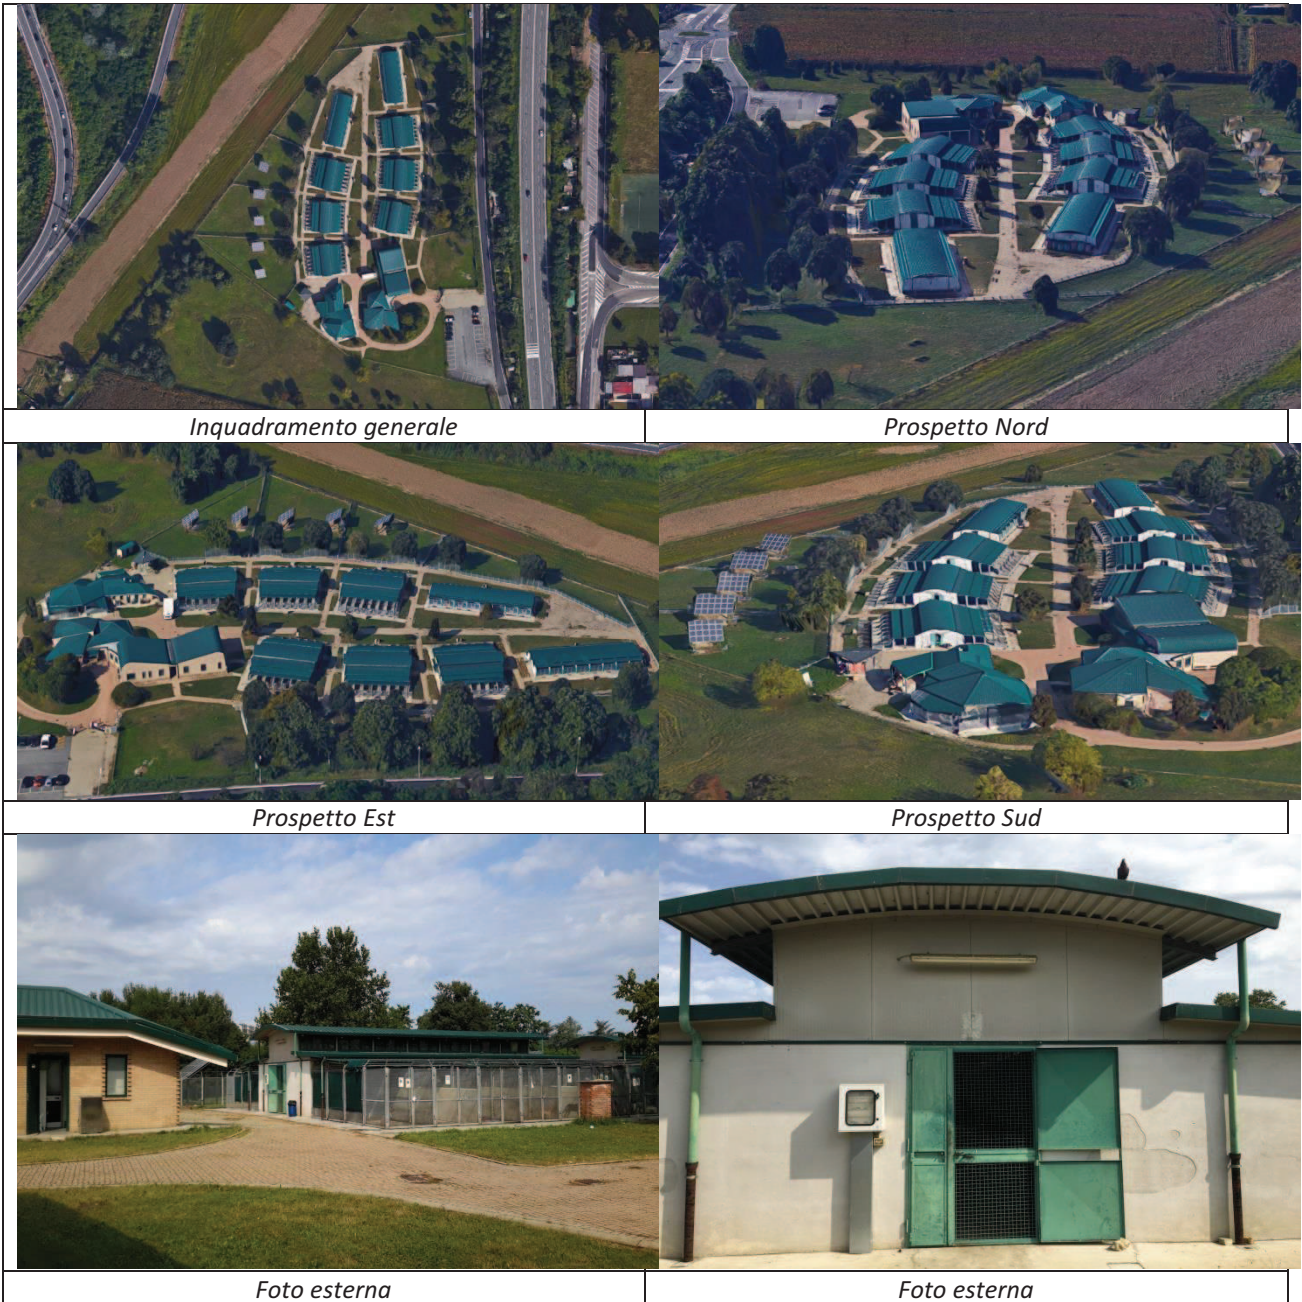 Inquadramento generale
Prospetto Nord
Prospetto Est
Prospetto Sud
Foto esterna
Foto esterna